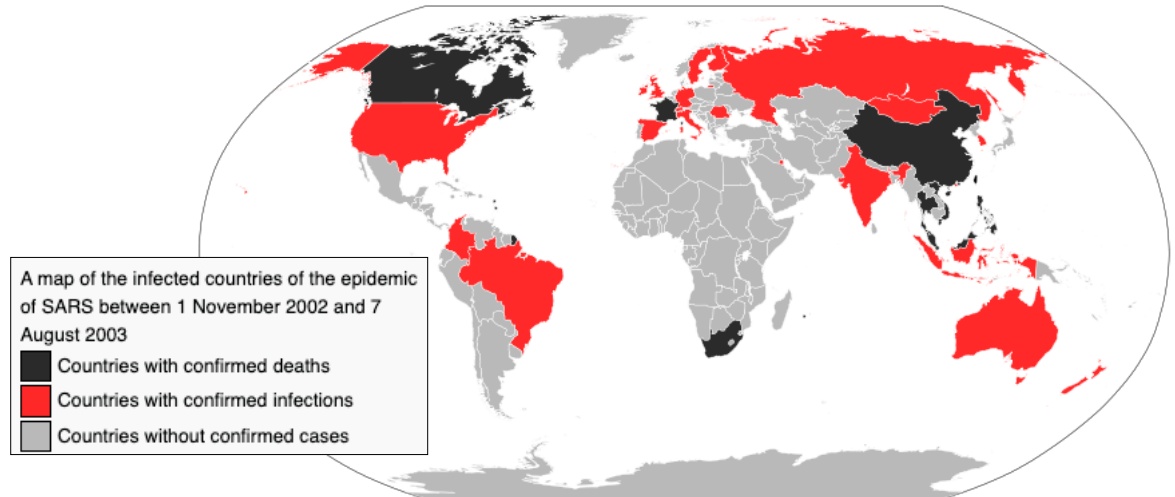 A map of the infected countries of the epidemic
of SARS between 1 November 2002 and 7
August 2003
Countries with confirmed deaths
Countries with confirmed infections
Countries without confirmed cases